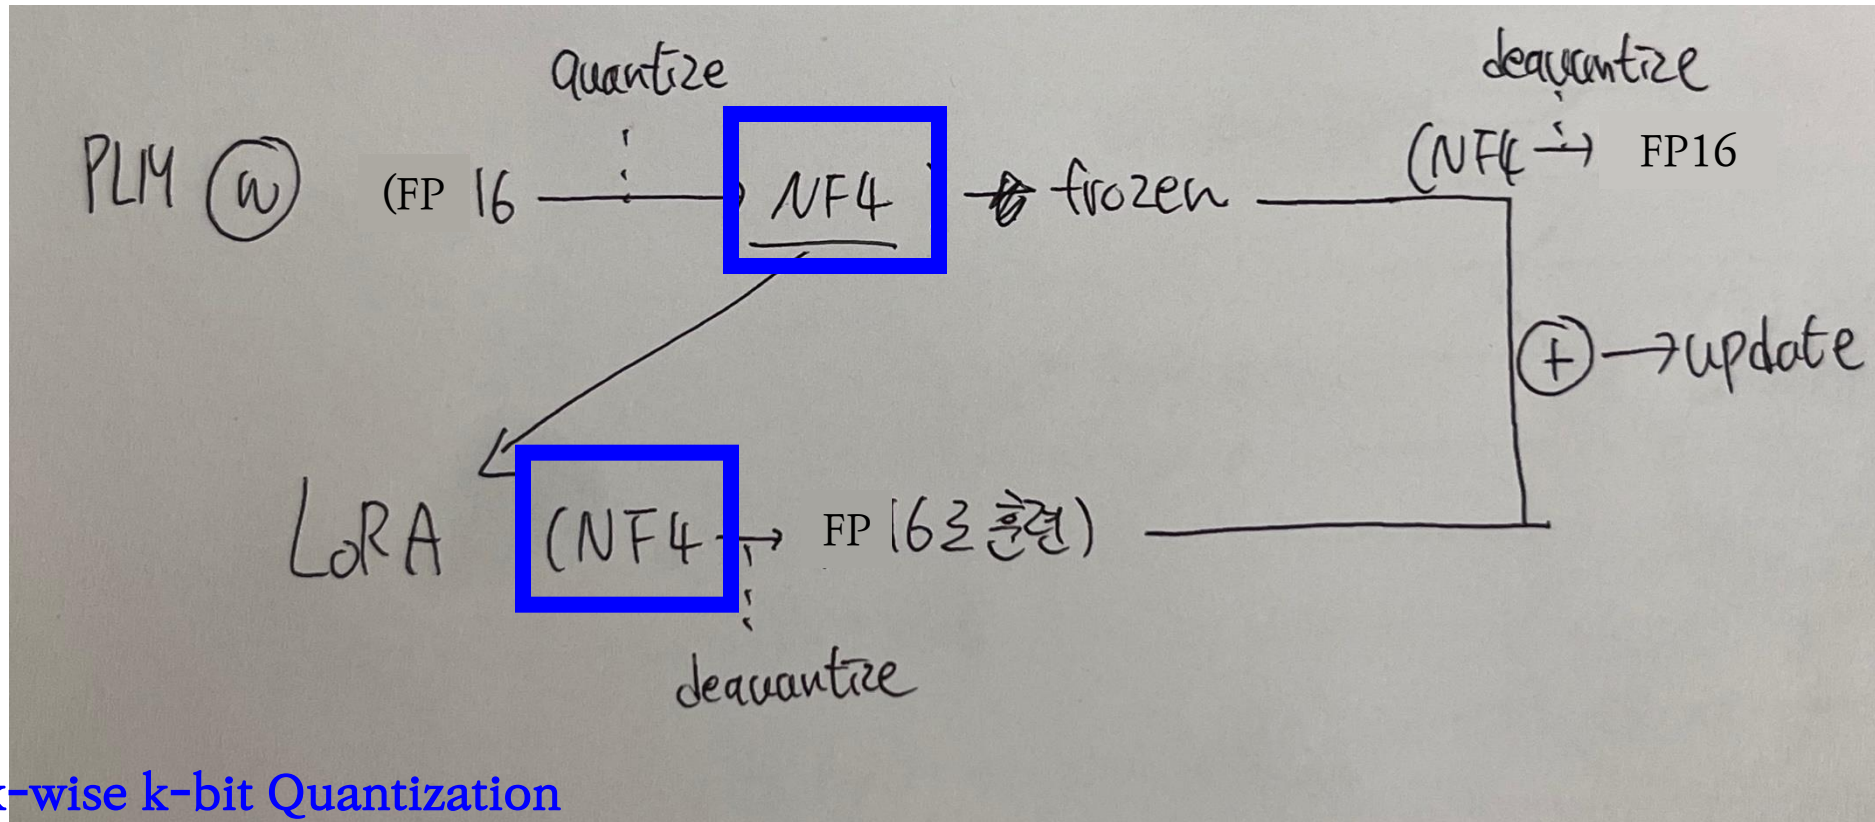 quantize
dequantize
PLM W (FP 16 → NF4 → frozen
(NF4 → FP16
+ → update
LoRA (NF4 → FP 16로 훈련)
dequantize
-wise k-bit Quantization